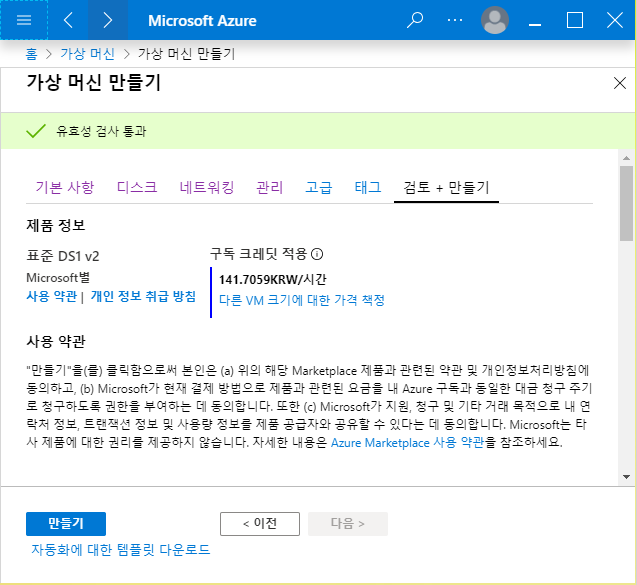 Microsoft Azure
홈 > 가상 머신 > 가상 머신 만들기
가상 머신 만들기
유효성 검사 통과
기본 사항 디스크 네트워킹 관리 고급 태그 검토 + 만들기
제품 정보
표준 DS1 v2
Microsoft별
사용 약관 | 개인 정보 취급 방침
구독 크레딧 적용
141.7059KRW/시간
다른 VM 크기에 대한 가격 책정
사용 약관
"만들기"을(를) 클릭함으로써 본인은 (a) 위의 해당 Marketplace 제품과 관련된 약관 및 개인정보처리방침에
동의하고, (b) Microsoft가 현재 결제 방법으로 제품과 관련된 요금을 내 Azure 구독과 동일한 대금 청구 주기
로 청구하도록 권한을 부여하는 데 동의합니다. 또한 (c) Microsoft가 지원, 청구 및 기타 거래 목적으로 내 연
락처 정보, 트랜잭션 정보 및 사용량 정보를 제품 공급자와 공유할 수 있다는 데 동의합니다. Microsoft는 타
사 제품에 대한 권리를 제공하지 않습니다. 자세한 내용은 Azure Marketplace 사용 약관을 참조하세요.
만들기 < 이전 다음 >
자동화에 대한 템플릿 다운로드